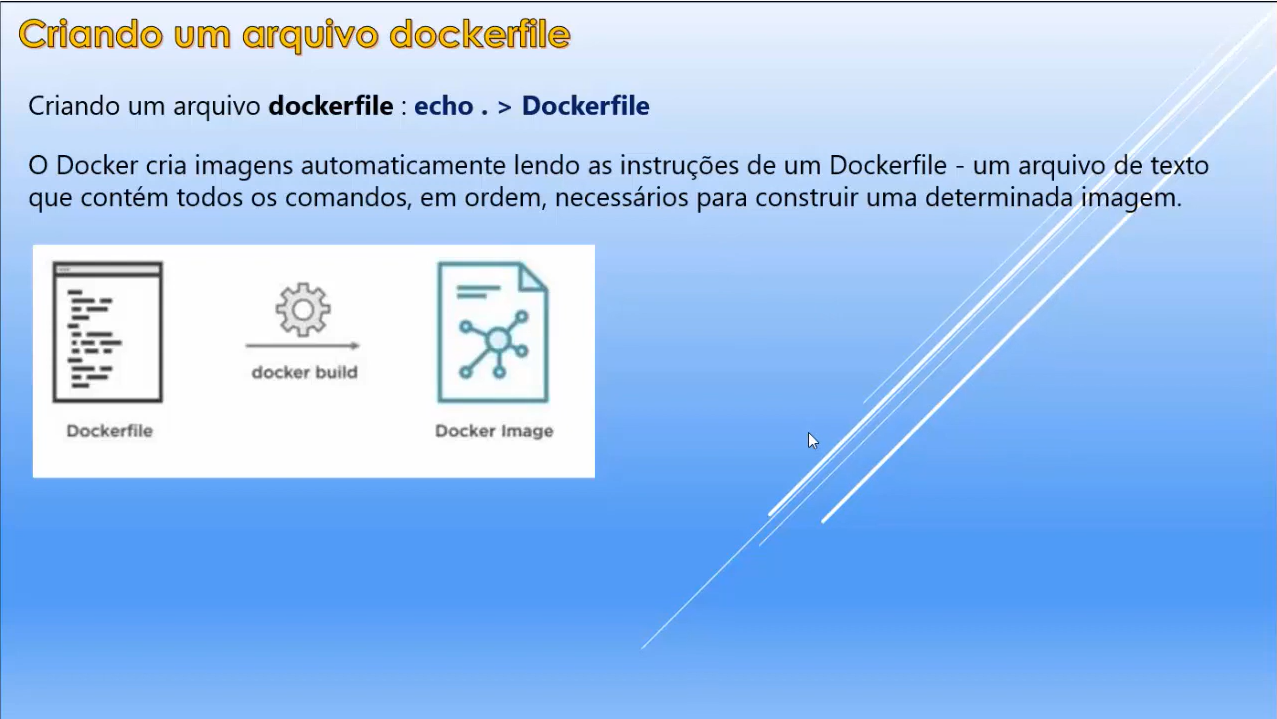 Criando um arquivo dockerfile
Criando um arquivo dockerfile : echo . > Dockerfile
O Docker cria imagens automaticamente lendo as instruções de um Dockerfile - um arquivo de texto
que contém todos os comandos, em ordem, necessários para construir uma determinada imagem.
docker build
Dockerfile
Docker Image